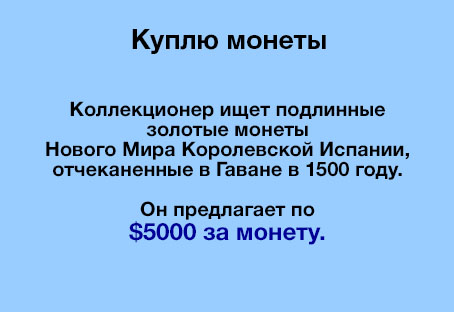 Куплю монеты
Коллекционер ищет подлинные
золотые монеты
Нового Мира Королевской Испании,
отчеканенные в Гаване в 1500 году.
Он предлагает по
$5000 за монету.